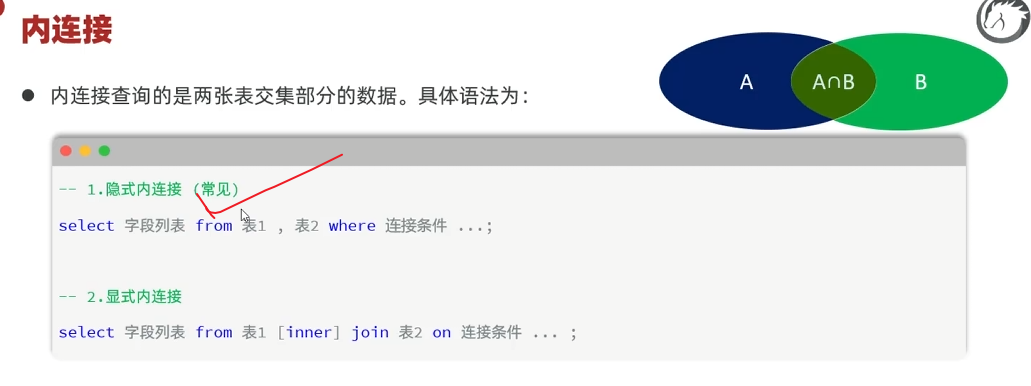 内连接
内连接查询的是两张表交集部分的数据。具体语法为：
A
A∩B
B
-- 1.隐式内连接 （常见）
select 字段列表 from 表1 , 表2 where 连接条件 ...;
-- 2.显式内连接
select 字段列表 from 表1 [inner] join 表2 on 连接条件 ... ;